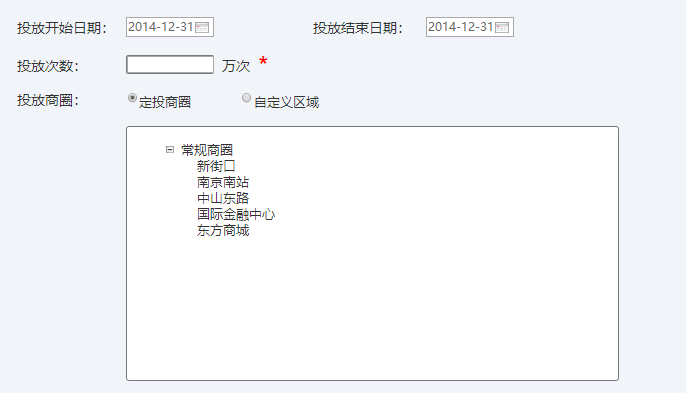 投放开始日期： 2014-12-31 投放结束日期： 2014-12-31
投放次数： 万次 *
投放商圈： 定投商圈 自定义区域
常规商圈
新街口
南京南站
中山东路
国际金融中心
东方商城